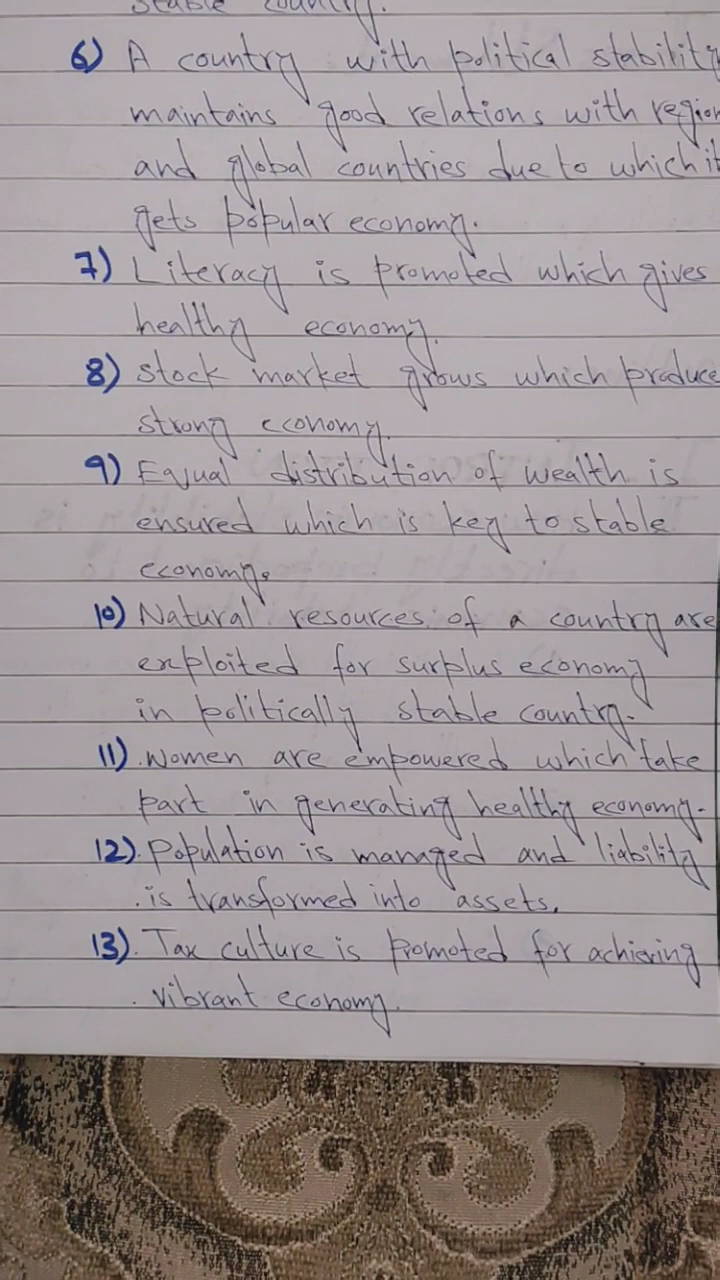 stable country.
6) A country with political stability
maintains good relations with region
and global countries due to which it
gets popular economy.
7) Literacy is promoted which gives
healthy economy.
8) stock market grows which produce
strong economy.
9) Equal distribution of wealth is
ensured which is key to stable
economy.
10) Natural resources of a country are
exploited for surplus economy
in politically stable country.
11) Women are empowered which take
part in generating healthy economy.
12) Population is managed and liability
is transformed into assets.
13) Tax culture is promoted for achieving
vibrant economy.